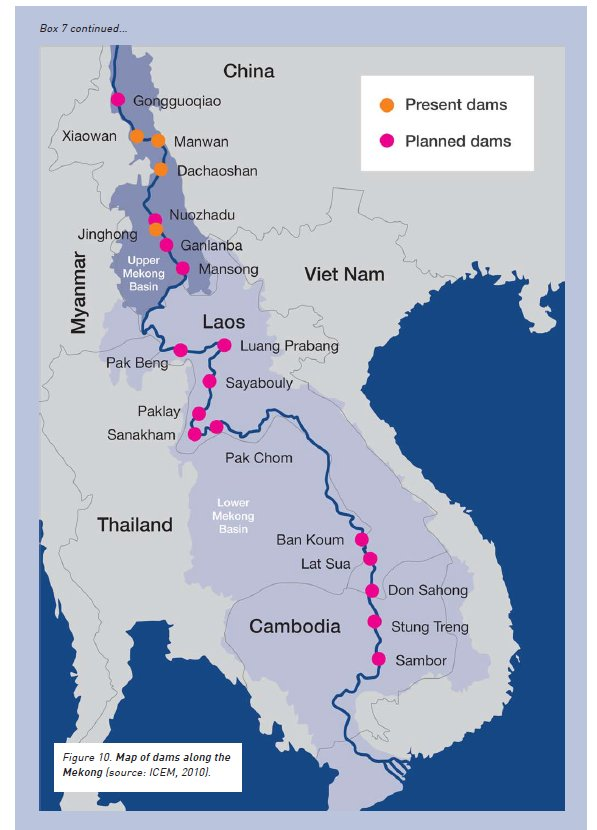 Box 7 continued...
China
Present dams
Planned dams
Gongguoqiao
Xiaowan
Manwan
Dachaoshan
Nuozhadu
Jinghong
Ganlanba
Upper
Mekong
Basin
Mansong
Myanmar
Viet Nam
Laos
Luang Prabang
Pak Beng
Sayabouly
Paklay
Sanakham
Pak Chom
Lower
Mekong
Basin
Thailand
Ban Koum
Lat Sua
Don Sahong
Cambodia
Stung Treng
Sambor
Figure 10. Map of dams along the
Mekong (source: ICEM, 2010).